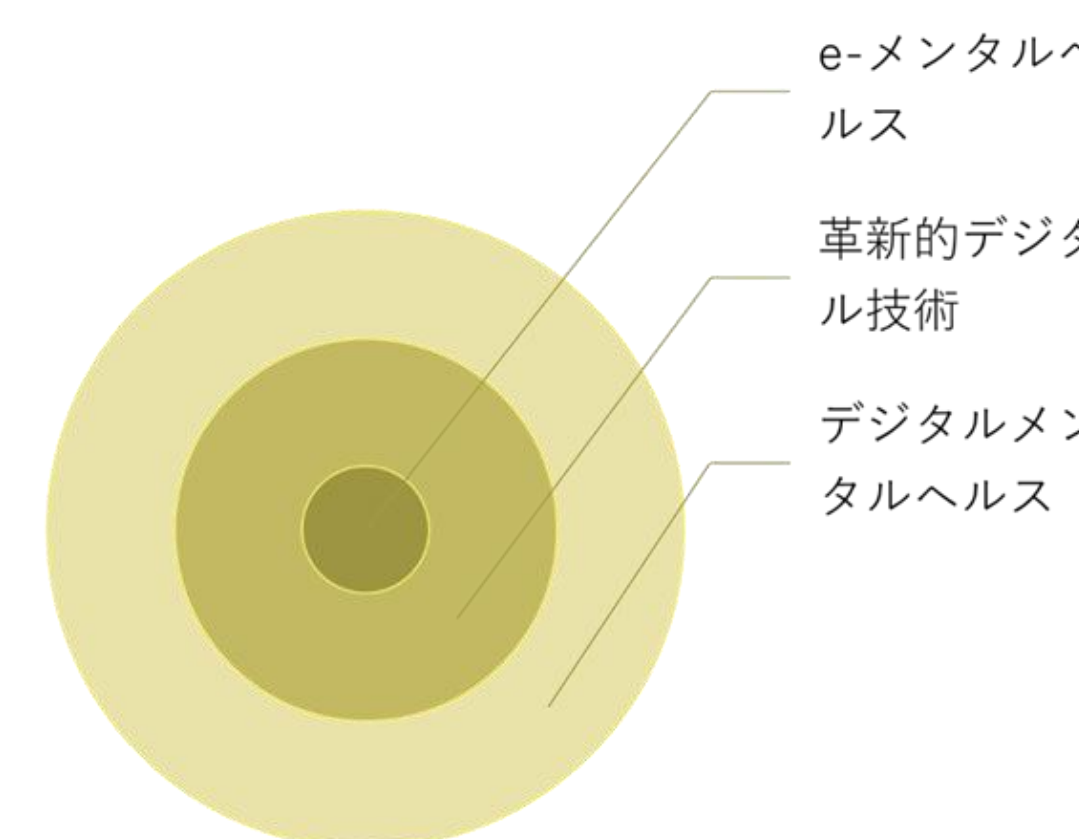 e-メンタルヘ
ルス
革新的デジタ
ル技術
デジタルメン
タルヘルス